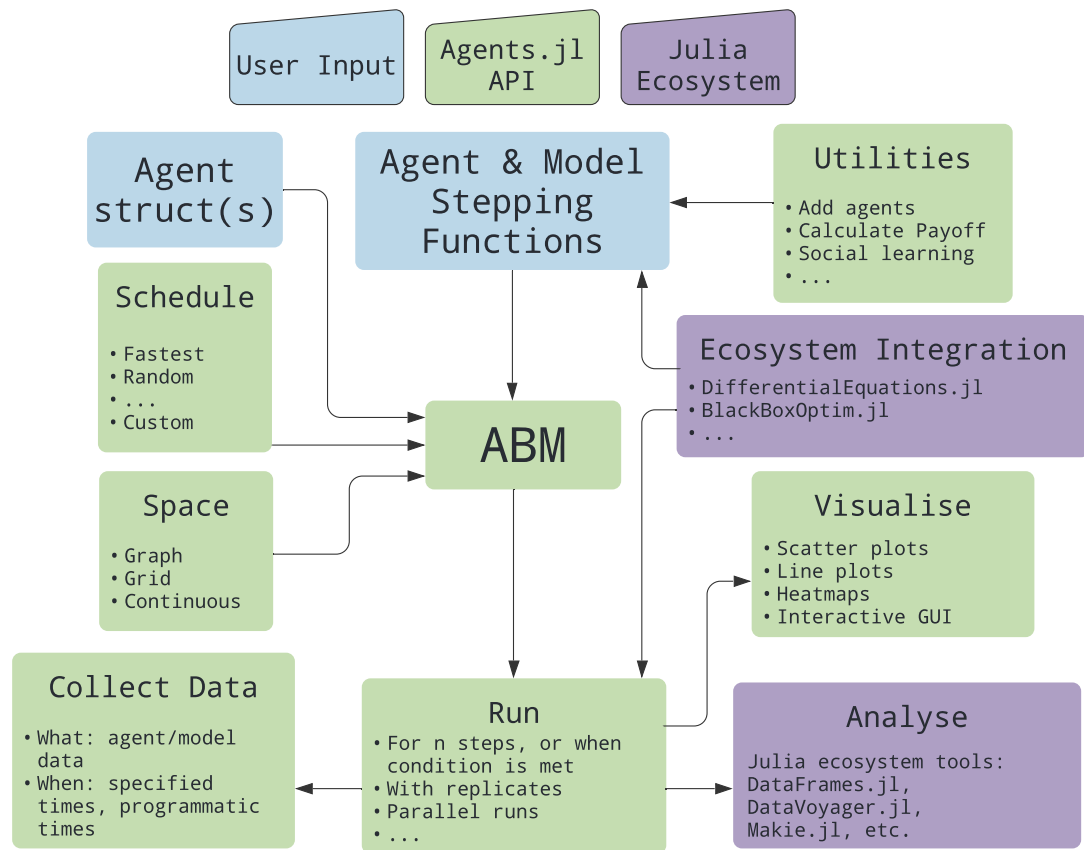 User Input
Agents.jl
API
Julia
Ecosystem
Agent
struct(s)
Agent & Model
Stepping
Functions
Utilities
• Add agents
• Calculate Payoff
• Social learning
• ...
Schedule
• Fastest
• Random
• ...
• Custom
Ecosystem Integration
• DifferentialEquations.jl
• BlackBoxOptim.jl
• ...
ABM
Space
• Graph
• Grid
• Continuous
Visualise
• Scatter plots
• Line plots
• Heatmaps
• Interactive GUI
Collect Data
• What: agent/model
data
• When: specified
times, programmatic
times
Run
• For n steps, or when
condition is met
• With replicates
• Parallel runs
• ...
Analyse
Julia ecosystem tools:
DataFrames.jl,
DataVoyager.jl,
Makie.jl, etc.